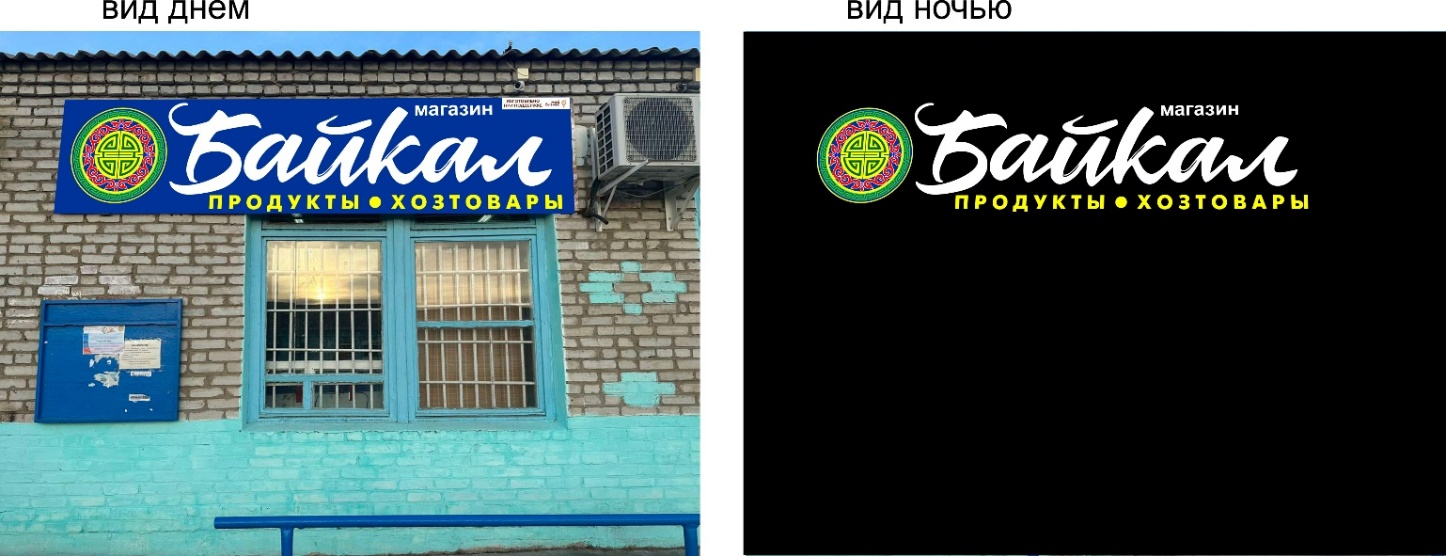 вид днем
вид ночью
магазин
Байкал
ПРОДУКТЫ • ХОЗТОВАРЫ
магазин
Байкал
ПРОДУКТЫ • ХОЗТОВАРЫ